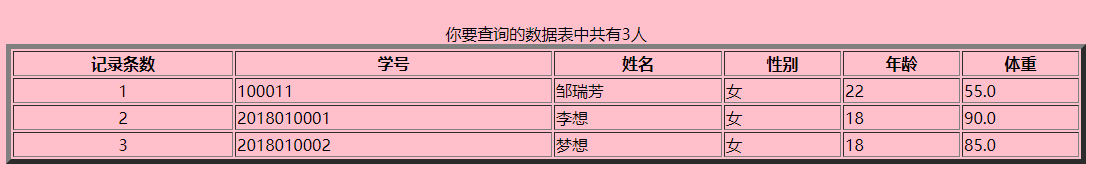 你要查询的数据表中共有3人
记录条数 学号 姓名 性别 年龄 体重
1 100011 邹瑞芳 女 22 55.0
2 2018010001 李想 女 18 90.0
3 2018010002 梦想 女 18 85.0